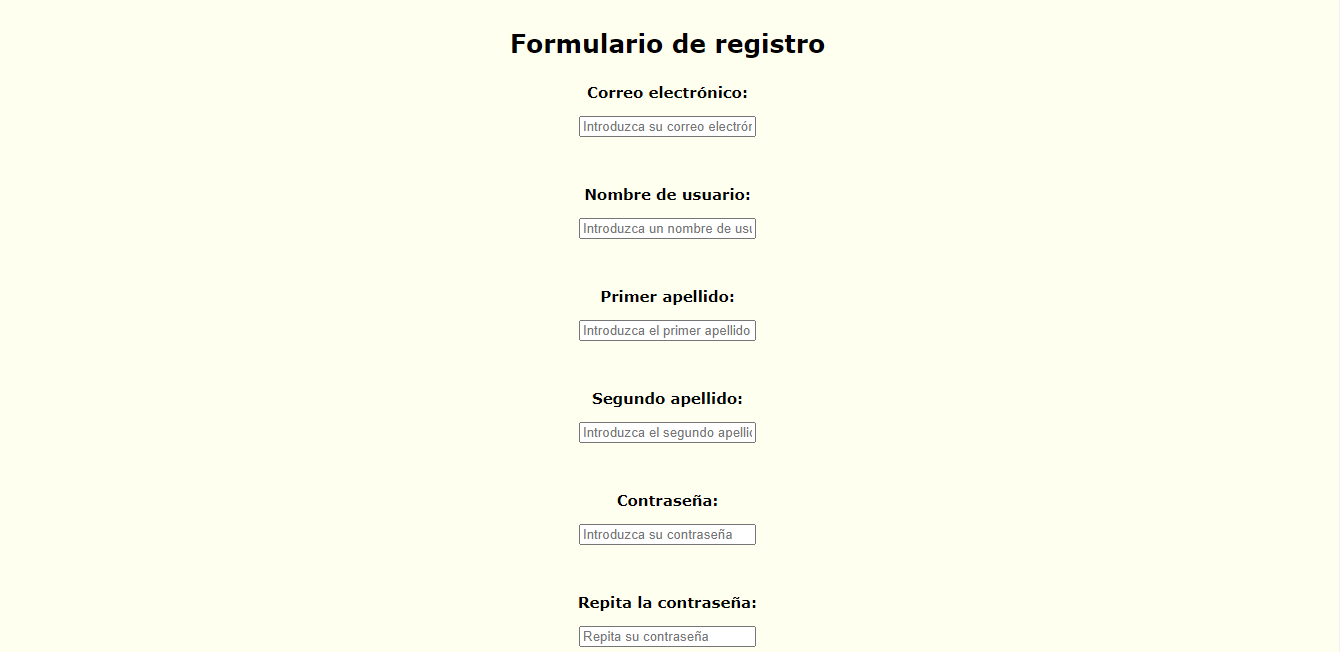 Formulario de registro
Correo electrónico:
Introduzca su correo electrór
Nombre de usuario:
Introduzca un nombre de usu
Primer apellido:
Introduzca el primer apellido
Segundo apellido:
Introduzca el segundo apellic
Contraseña:
Introduzca su contraseña
Repita la contraseña:
Repita su contraseña